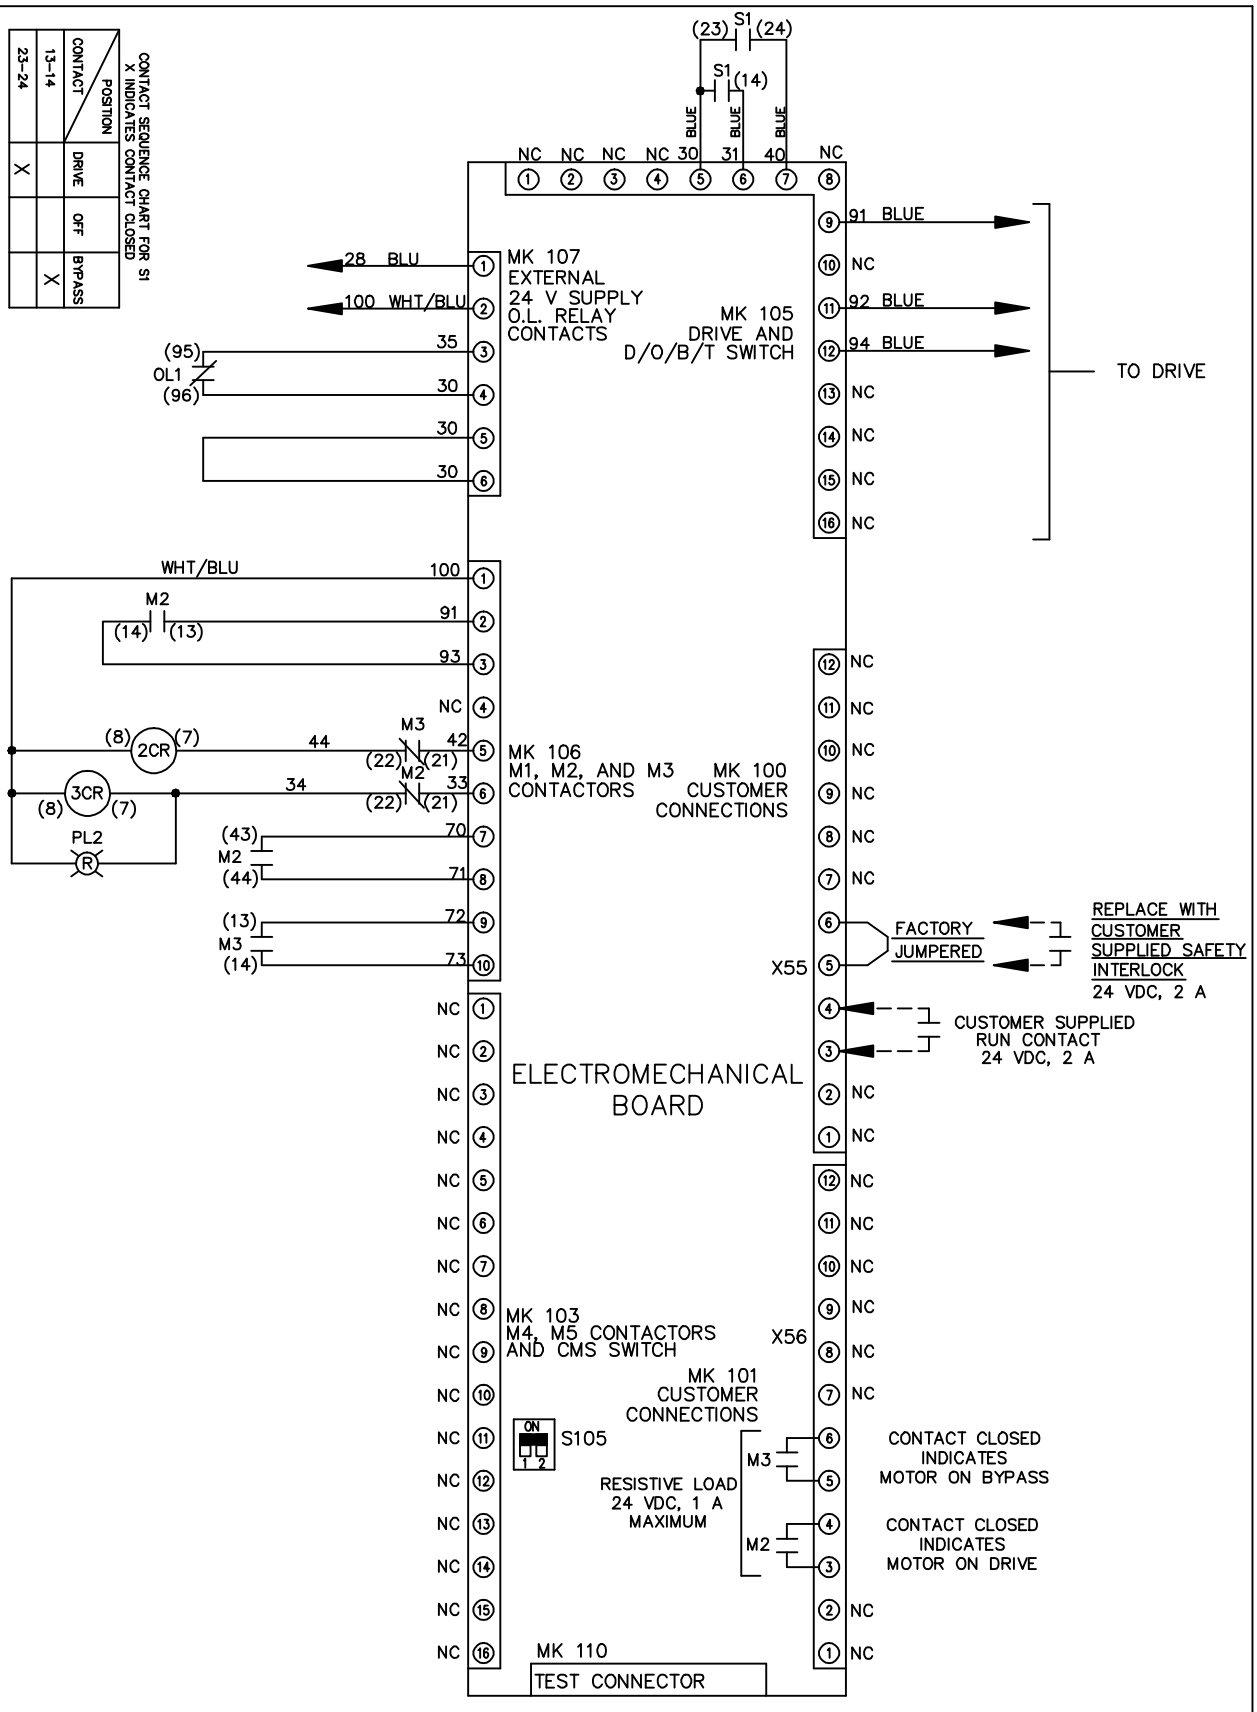 CONTACT SEQUENCE CHART FOR S1
X INDICATES CONTACT CLOSED
POSITION
CONTACT DRIVE OFF BYPASS
13-14 X
23-24 X
S1
(23) (24)
S1
(14)
BLUE BLUE BLUE
NC NC NC NC 30 31 40 NC
1 2 3 4 5 6 7 8
9 91 BLUE
10 NC
11 92 BLUE
12 94 BLUE
13 NC
14 NC
15 NC
16 NC
TO DRIVE
MK 105
DRIVE AND
D/O/B/T SWITCH
MK 107
EXTERNAL
24 V SUPPLY
O.L. RELAY
CONTACTS
28 BLU 1
100 WHT/BLU 2
(95) 35 3
OL1
(96) 30 4
30 5
30 6
WHT/BLU 100 1
M2
(14) (13) 91 2
93 3
NC 4
M3
(8) 2CR (7) 44 (22) (21) 42 5
M2
(8) 3CR (7) 34 (22) (21) 33 6
PL2
R
(43) 70 7
M2
(44) 71 8
(13) 72 9
M3
(14) 73 10
MK 106
M1, M2, AND M3
CONTACTORS
MK 100
CUSTOMER
CONNECTIONS
12 NC
11 NC
10 NC
9 NC
8 NC
7 NC
6
X55 5
4
3
2 NC
1 NC
FACTORY
JUMPERED
REPLACE WITH
CUSTOMER
SUPPLIED SAFETY
INTERLOCK
24 VDC, 2 A
CUSTOMER SUPPLIED
RUN CONTACT
24 VDC, 2 A
ELECTROMECHANICAL
BOARD
NC 1
NC 2
NC 3
NC 4
NC 5
NC 6
NC 7
NC 8
NC 9
NC 10
NC 11
NC 12
NC 13
NC 14
NC 15
NC 16
MK 103
M4, M5 CONTACTORS
AND CMS SWITCH
ON
1 2
S105
12 NC
11 NC
10 NC
9 NC
X56
8 NC
7 NC
6
5
4
3
2 NC
1 NC
MK 101
CUSTOMER
CONNECTIONS
M3
RESISTIVE LOAD
24 VDC, 1 A
MAXIMUM
M2
CONTACT CLOSED
INDICATES
MOTOR ON BYPASS
CONTACT CLOSED
INDICATES
MOTOR ON DRIVE
MK 110
TEST CONNECTOR